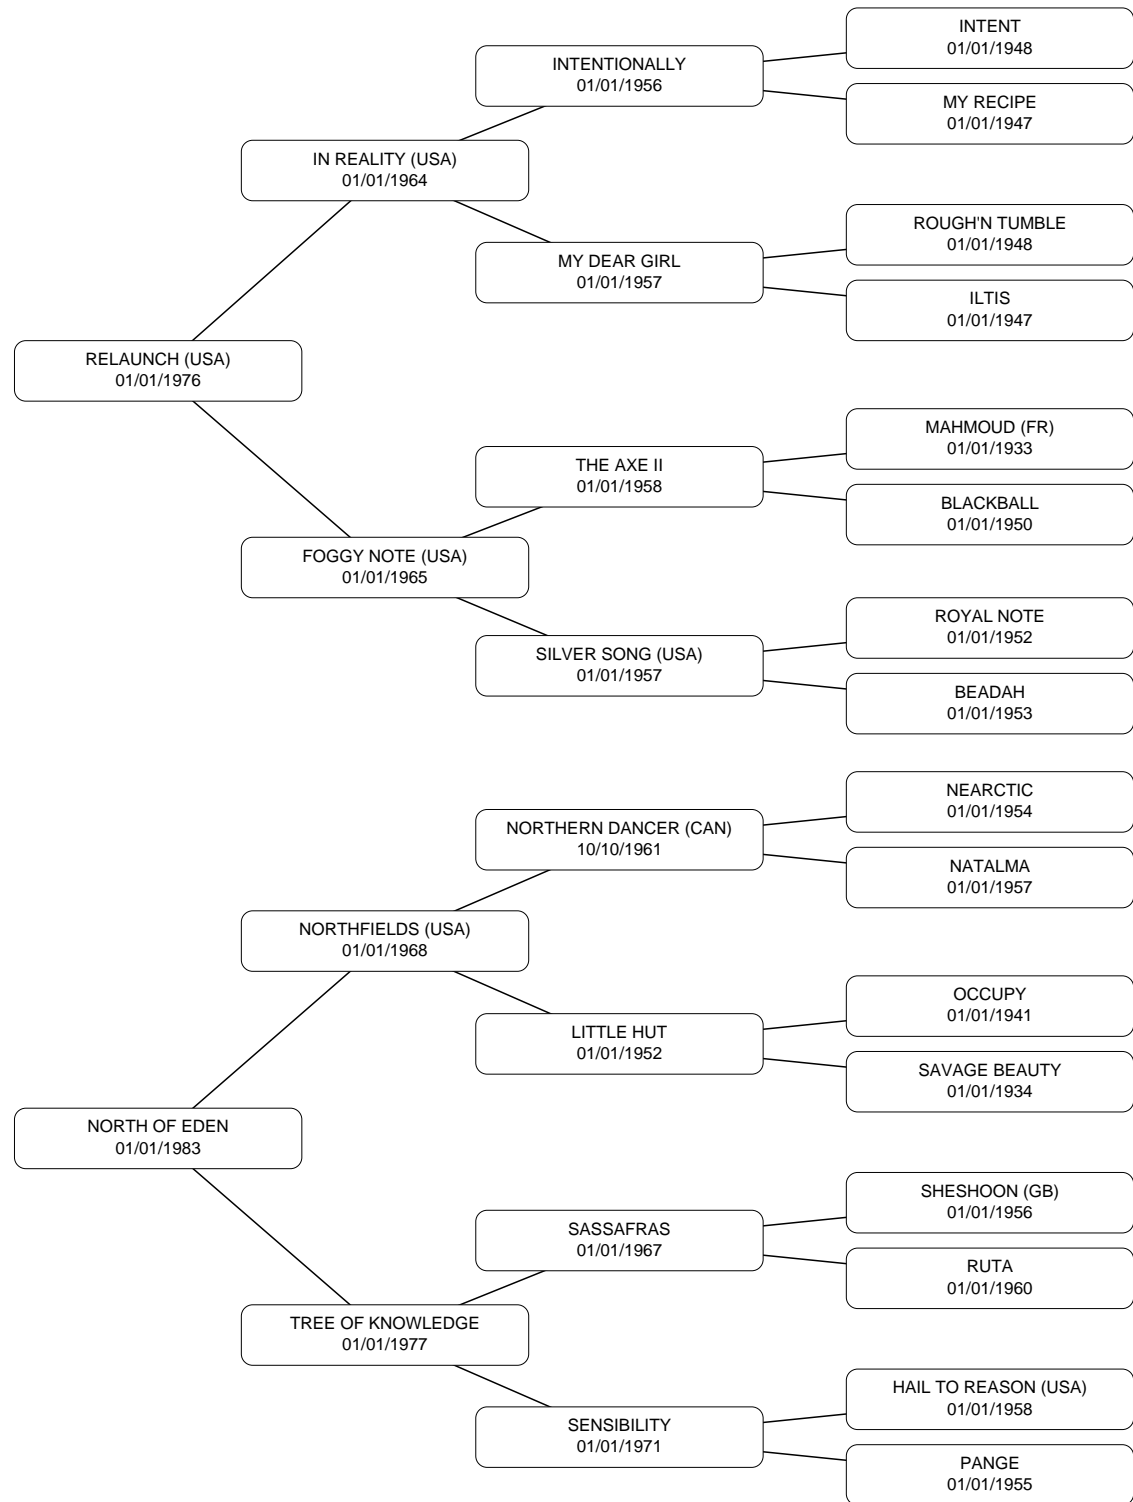 INTENT
01/01/1948
INTENTIONALLY
01/01/1956
MY RECIPE
01/01/1947
IN REALITY (USA)
01/01/1964
ROUGH'N TUMBLE
01/01/1948
MY DEAR GIRL
01/01/1957
ILTIS
01/01/1947
RELAUNCH (USA)
01/01/1976
MAHMOUD (FR)
01/01/1933
THE AXE II
01/01/1958
BLACKBALL
01/01/1950
FOGGY NOTE (USA)
01/01/1965
ROYAL NOTE
01/01/1952
SILVER SONG (USA)
01/01/1957
BEADAH
01/01/1953
NEARCTIC
01/01/1954
NORTHERN DANCER (CAN)
10/10/1961
NATALMA
01/01/1957
NORTHFIELDS (USA)
01/01/1968
OCCUPY
01/01/1941
LITTLE HUT
01/01/1952
SAVAGE BEAUTY
01/01/1934
NORTH OF EDEN
01/01/1983
SHESHOON (GB)
01/01/1956
SASSAFRAS
01/01/1967
RUTA
01/01/1960
TREE OF KNOWLEDGE
01/01/1977
HAIL TO REASON (USA)
01/01/1958
SENSIBILITY
01/01/1971
PANGE
01/01/1955